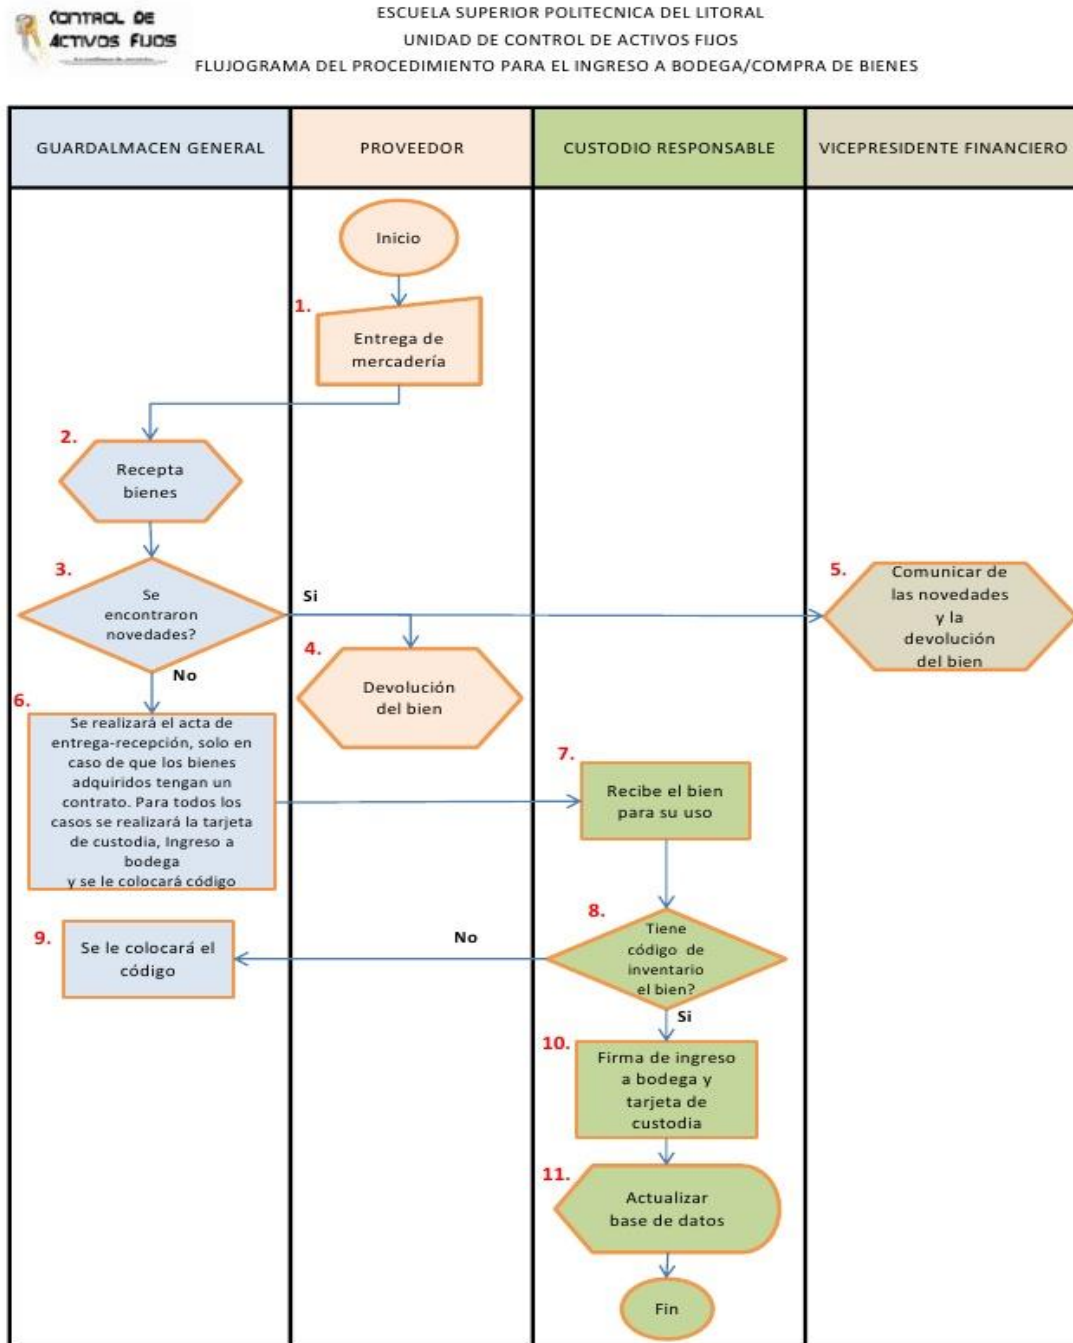 CONTROL DE
ACTIVOS FIJOS
ESCUELA SUPERIOR POLITECNICA DEL LITORAL
UNIDAD DE CONTROL DE ACTIVOS FIJOS
FLUJOGRAMA DEL PROCEDIMIENTO PARA EL INGRESO A BODEGA/COMPRA DE BIENES
GUARDALMACEN GENERAL
PROVEEDOR
CUSTODIO RESPONSABLE
VICEPRESIDENTE FINANCIERO
Inicio
1.
Entrega de
mercadería
2.
Recepta
bienes
3.
Se
encontraron
novedades?
Si
No
4.
Devolución
del bien
5.
Comunicar de
las novedades
y la
devolución
del bien
6.
Se realizará el acta de
entrega-recepción, solo en
caso de que los bienes
adquiridos tengan un
contrato. Para todos los
casos se realizará la tarjeta
de custodia, Ingreso a
bodega
y se le colocará código
7.
Recibe el bien
para su uso
8.
Tiene
código de
inventario
el bien?
No
Si
9.
Se le colocará el
código
10.
Firma de ingreso
a bodega y
tarjeta de
custodia
11.
Actualizar
base de datos
Fin